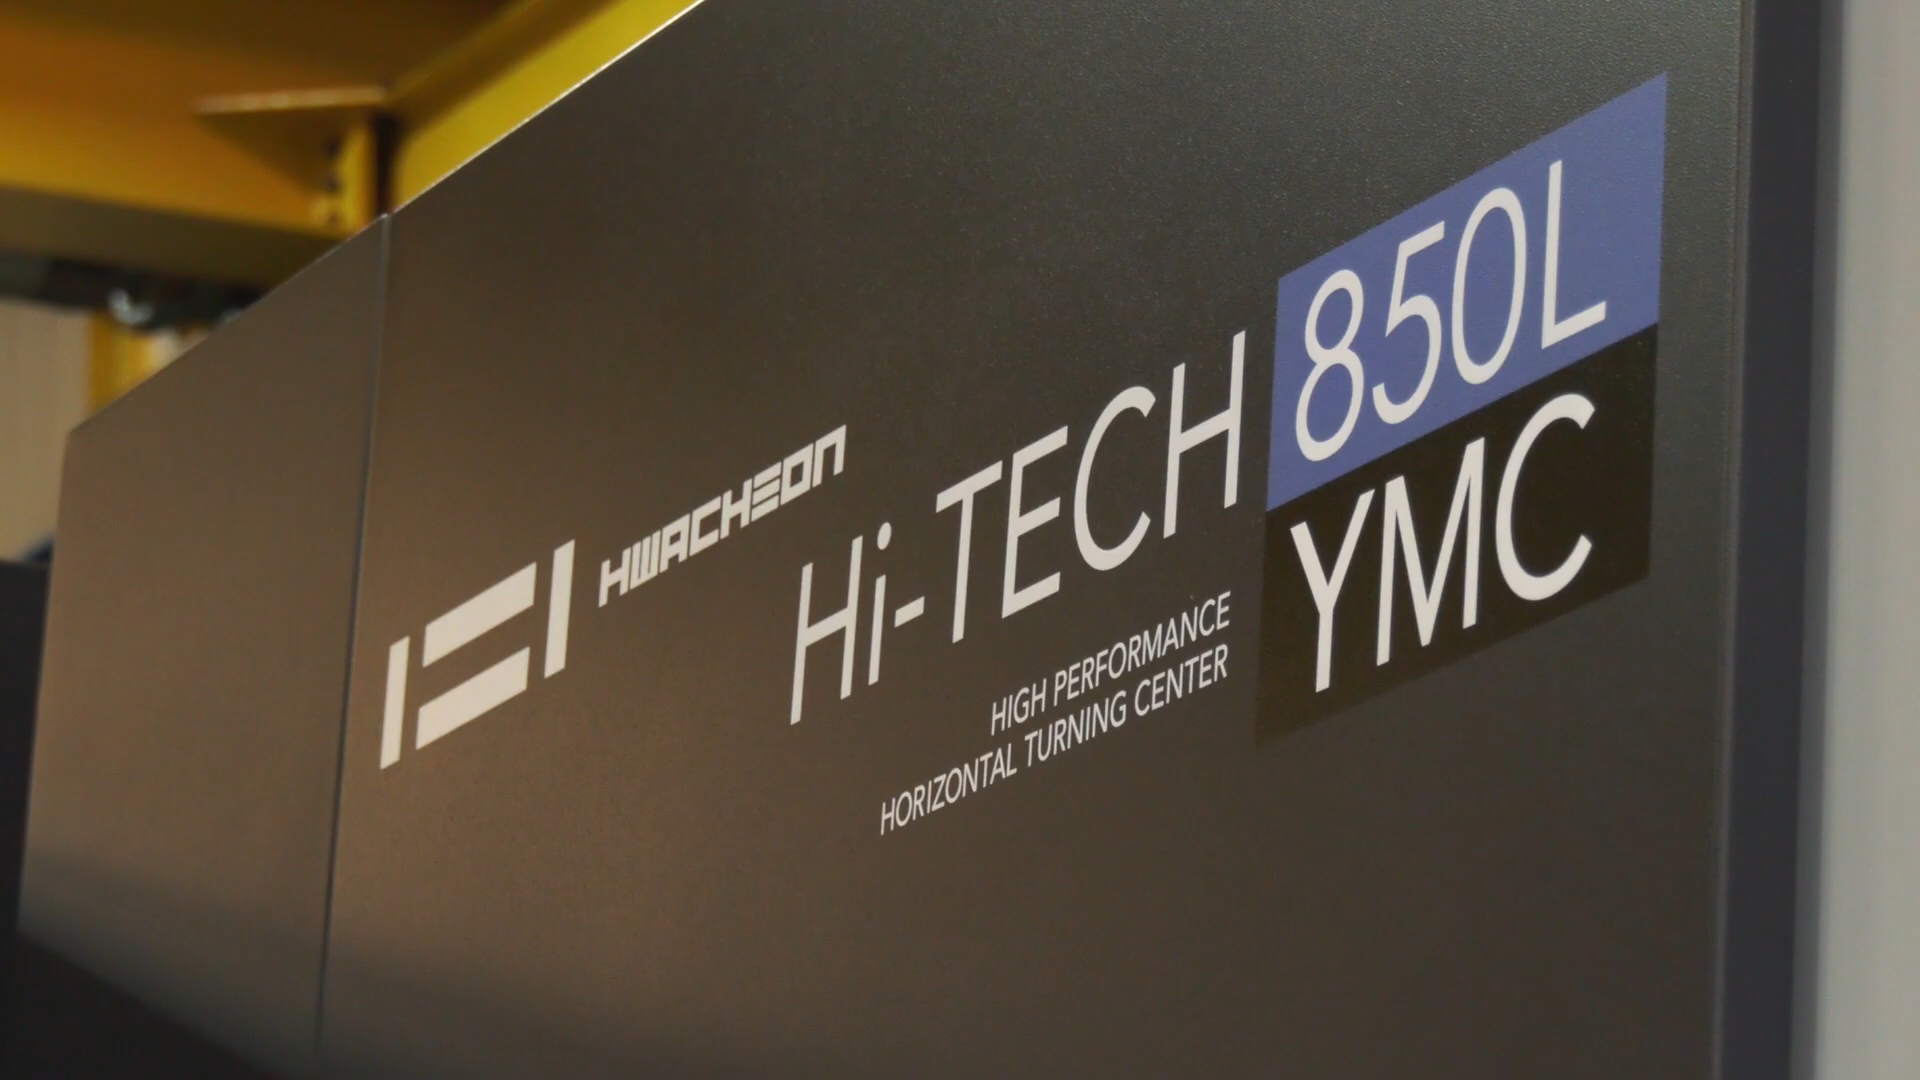 HWACHEON
Hi-TECH 850L
YMC
HIGH PERFORMANCE
HORIZONTAL TURNING CENTER